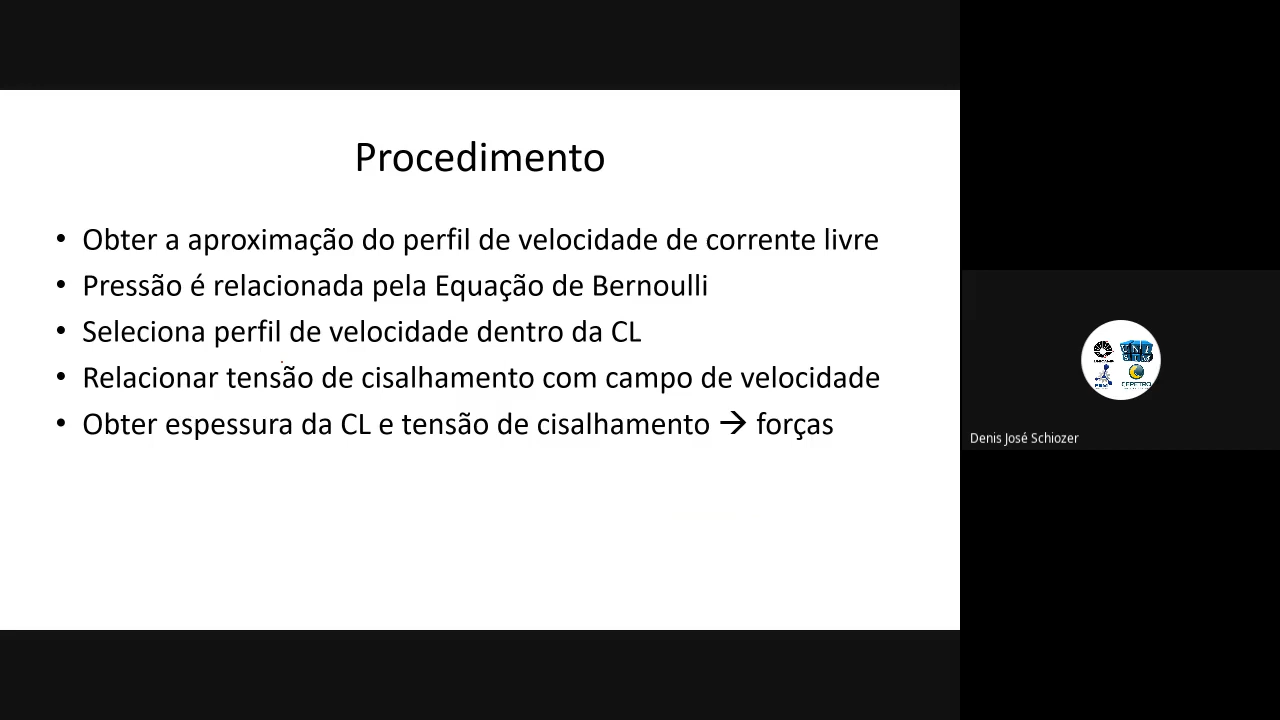 Procedimento
• Obter a aproximação do perfil de velocidade de corrente livre
• Pressão é relacionada pela Equação de Bernoulli
• Seleciona perfil de velocidade dentro da CL
• Relacionar tensão de cisalhamento com campo de velocidade
• Obter espessura da CL e tensão de cisalhamento → forças
Denis José Schiozer